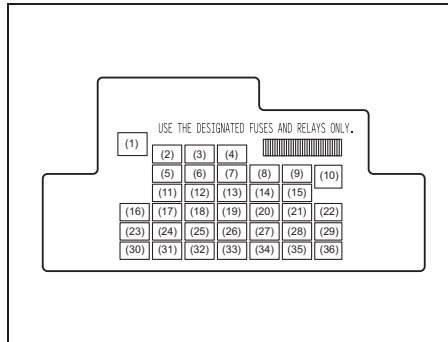 USE THE DESIGNATED FUSES AND RELAYS ONLY.
(1)
(2) (3) (4)
(5) (6) (7) (8) (9) (10)
(11) (12) (13) (14) (15)
(16) (17) (18) (19) (20) (21) (22)
(23) (24) (25) (26) (27) (28) (29)
(30) (31) (32) (33) (34) (35) (36)